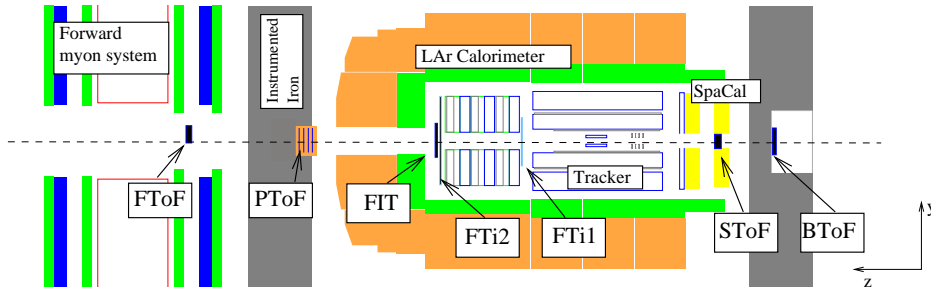 Forward
myon system
Instrumented
Iron
LAr Calorimeter
SpaCal
Tracker
FToF
PToF
FIT
FTi2
FTi1
SToF
BToF
y
z